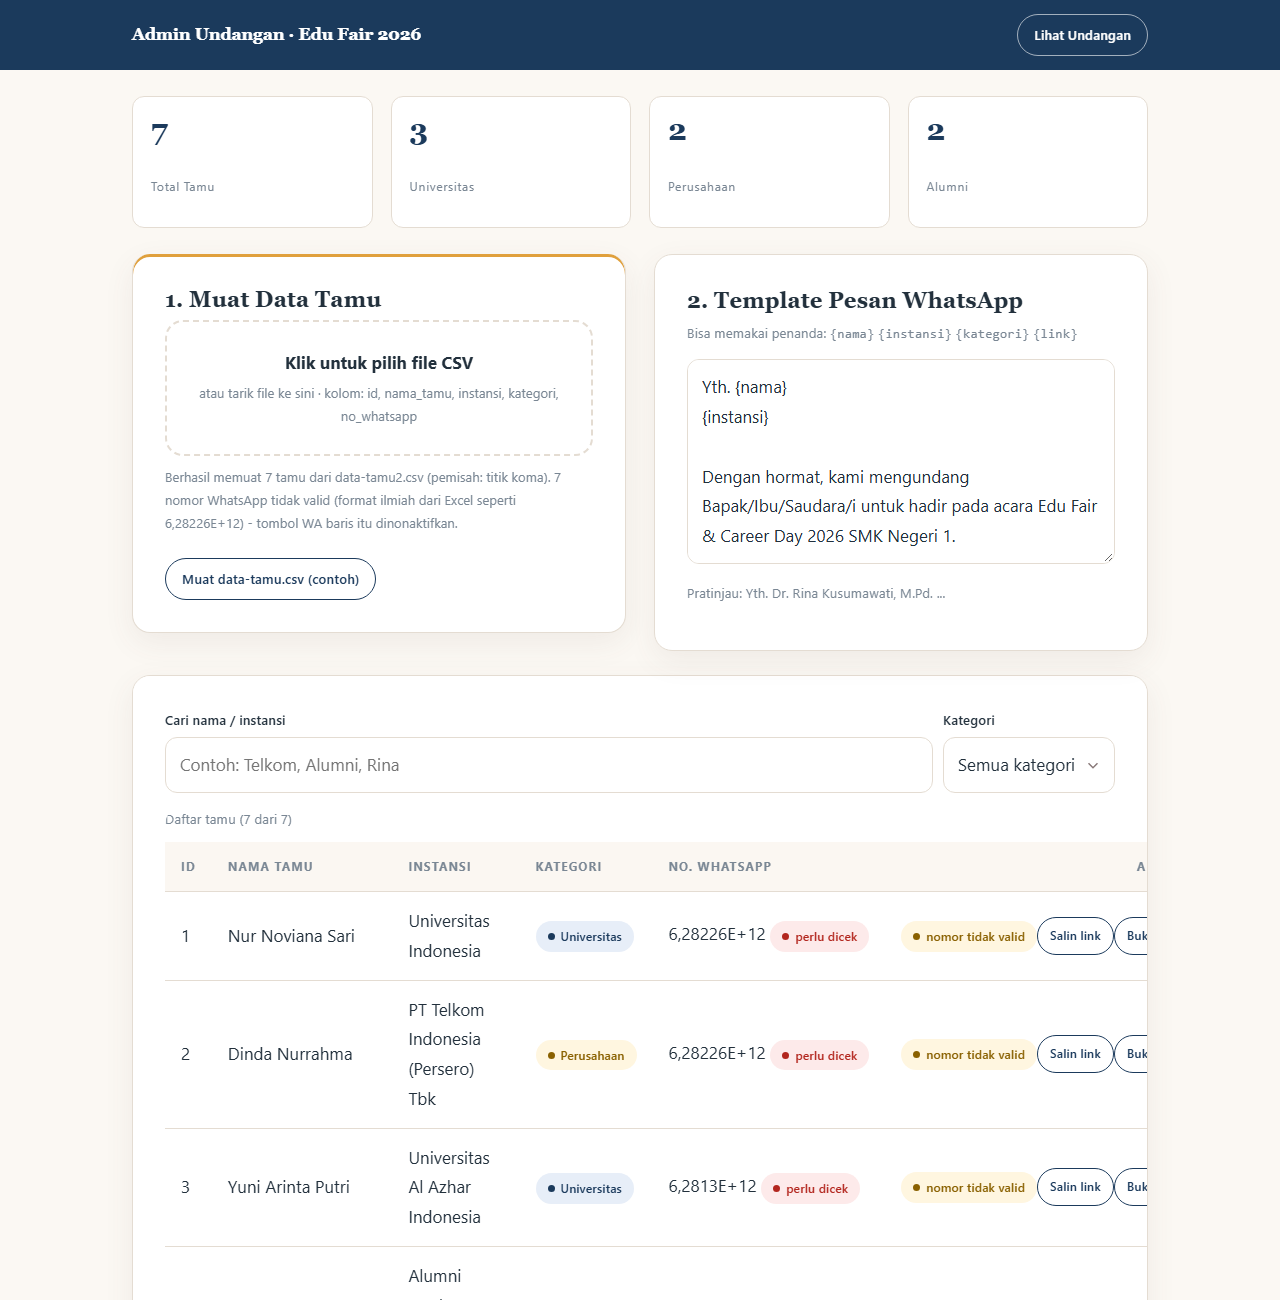 Admin Undangan · Edu Fair 2026
Lihat Undangan
7
Total Tamu
3
Universitas
2
Perusahaan
2
Alumni
1. Muat Data Tamu
Klik untuk pilih file CSV
atau tarik file ke sini · kolom: id, nama_tamu, instansi, kategori,
no_whatsapp
Berhasil memuat 7 tamu dari data-tamu2.csv (pemisah: titik koma). 7
nomor WhatsApp tidak valid (format ilmiah dari Excel seperti
6,28226E+12) - tombol WA baris itu dinonaktifkan.
Muat data-tamu.csv (contoh)
2. Template Pesan WhatsApp
Bisa memakai penanda: {nama} {instansi} {kategori} {link}
Yth. {nama}
{instansi}
Dengan hormat, kami mengundang
Bapak/Ibu/Saudara/i untuk hadir pada acara Edu Fair
& Career Day 2026 SMK Negeri 1.
Pratinjau: Yth. Dr. Rina Kusumawati, M.Pd. ...
Cari nama / instansi
Kategori
Contoh: Telkom, Alumni, Rina
Semua kategori
Daftar tamu (7 dari 7)
ID NAMA TAMU INSTANSI KATEGORI NO. WHATSAPP A
1 Nur Noviana Sari Universitas Indonesia Universitas 6,28226E+12 perlu dicek nomor tidak valid Salin link Buk
2 Dinda Nurrahma PT Telkom Indonesia (Persero) Tbk Perusahaan 6,28226E+12 perlu dicek nomor tidak valid Salin link Buk
3 Yuni Arinta Putri Universitas Al Azhar Indonesia Universitas 6,2813E+12 perlu dicek nomor tidak valid Salin link Buk
Alumni